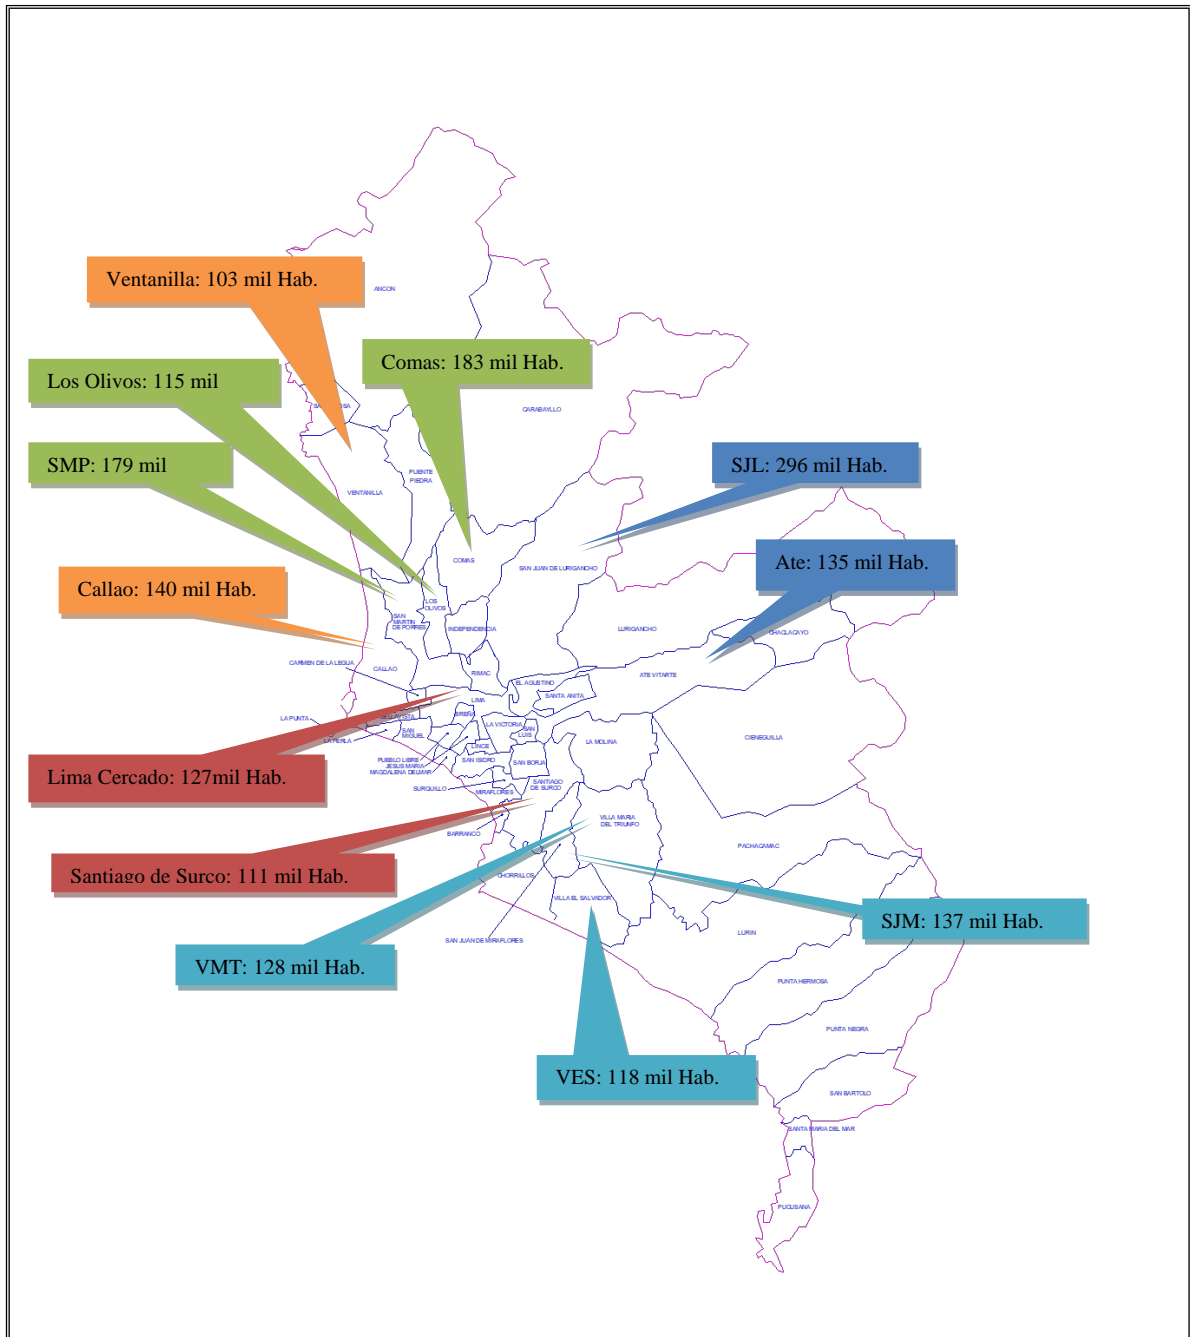 Ventanilla: 103 mil Hab.
ANCON
Comas: 183 mil Hab.
Los Olivos: 115 mil
CARABAYLLO
SMP: 179 mil
PUENTE
PIEDRA
VENTANILLA
SJL: 296 mil Hab.
COMAS
SAN JUAN DE LURIGANCHO
Ate: 135 mil Hab.
Callao: 140 mil Hab.
LOS
OLIVOS
SAN
MARTIN
DE PORRES
INDEPENDENCIA
LURIGANCHO
CHACLACAYO
CARMEN DE LA LEGUA
CALLAO
RIMAC
ATE VITARTE
EL AGUSTINO
SANTA ANITA
LIMA
BREÑA
LA PUNTA
BELLAVISTA
LA VICTORIA
SAN
LUIS
SAN
MIGUEL
LA PERLA
LA MOLINA
CIENEGUILLA
LINCE
PUEBLO LIBRE
JESUS MARIA
MAGDALENA DEL MAR
SAN ISIDRO
SAN BORJA
Lima Cercado: 127mil Hab.
SURQUILLO
MIRAFLORES
SANTIAGO
DE SURCO
VILLA MARIA
DEL TRIUNFO
BARRANCO
PACHACAMAC
Santiago de Surco: 111 mil Hab.
CHORRILLOS
VILLA EL SALVADOR
SJM: 137 mil Hab.
LURIN
SAN JUAN DE MIRAFLORES
VMT: 128 mil Hab.
PUNTA HERMOSA
PUNTA NEGRA
VES: 118 mil Hab.
SAN BARTOLO
SANTA MARIA DEL MAR
PUCUSANA